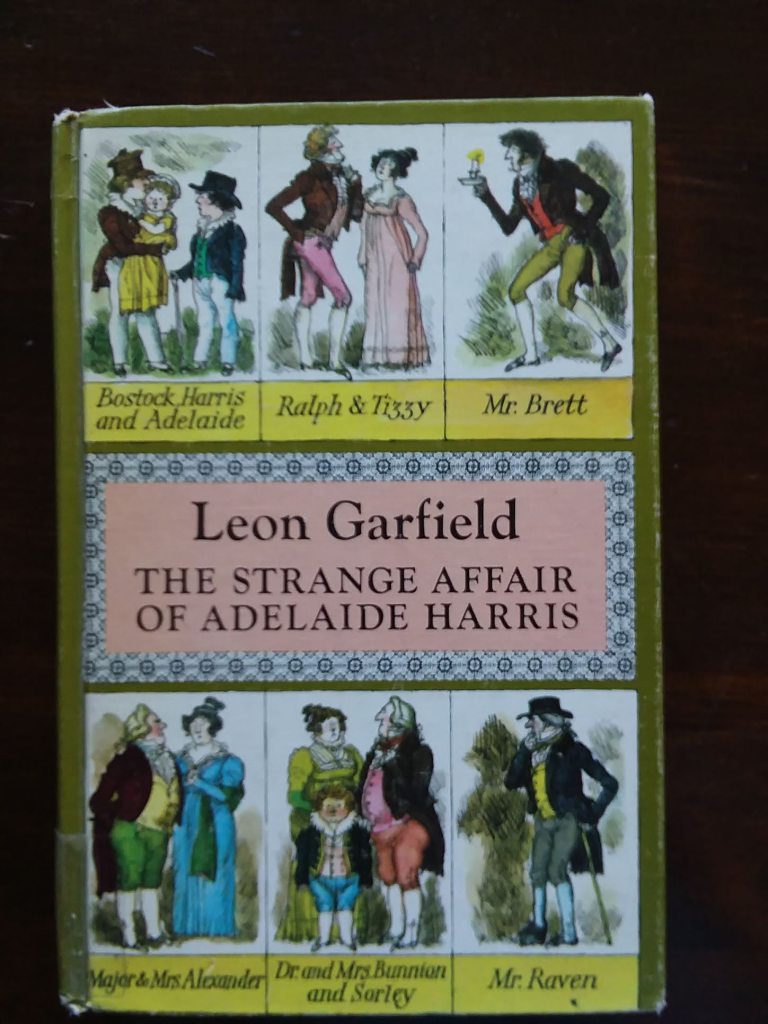 Bostock, Harris
and Adelaide
Ralph & Tizzy
Mr. Brett
Leon Garfield
THE STRANGE AFFAIR
OF ADELAIDE HARRIS
Major & Mrs. Alexander
Dr. and Mrs. Bunnion
and Sorley
Mr. Raven